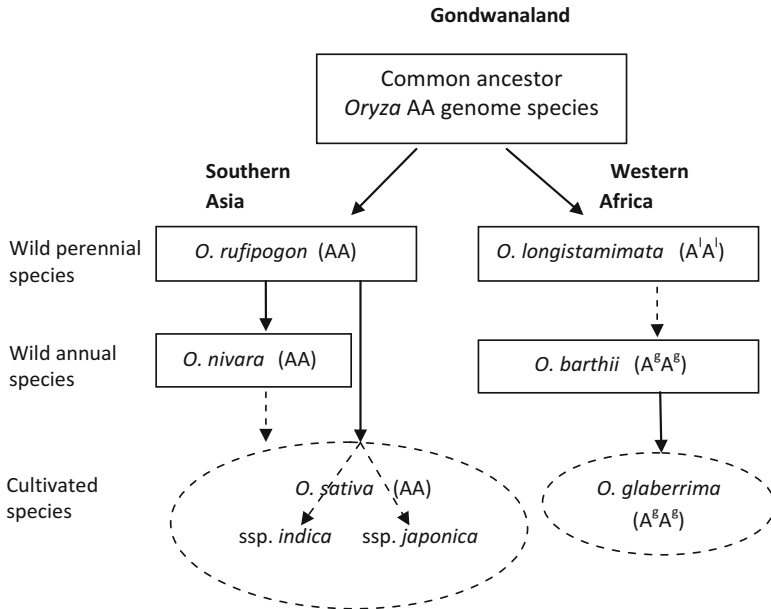 Gondwanaland
Common ancestor
Oryza AA genome species
Southern
Asia
Western
Africa
Wild perennial
species
O. rufipogon (AA)
O. longistamimata (AˡAˡ)
Wild annual
species
O. nivara (AA)
O. barthii (AᵍAᵍ)
Cultivated
species
O. sativa (AA)
ssp. indica
ssp. japonica
O. glaberrima
(AᵍAᵍ)